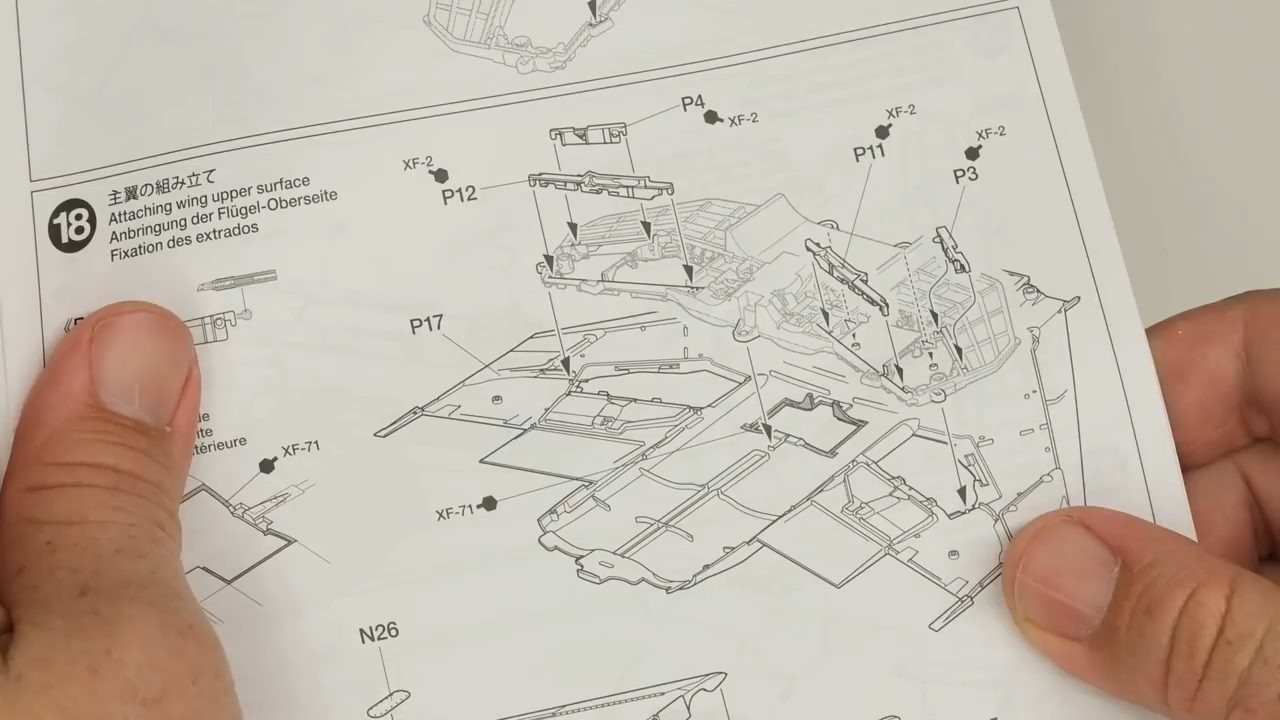 18
主翼の組み立て
Attaching wing upper surface
Anbringung der Flügel-Oberseite
Fixation des extrados
P4
XF-2
XF-2
P12
XF-2
P11
XF-2
P3
P17
XF-71
XF-71
N26